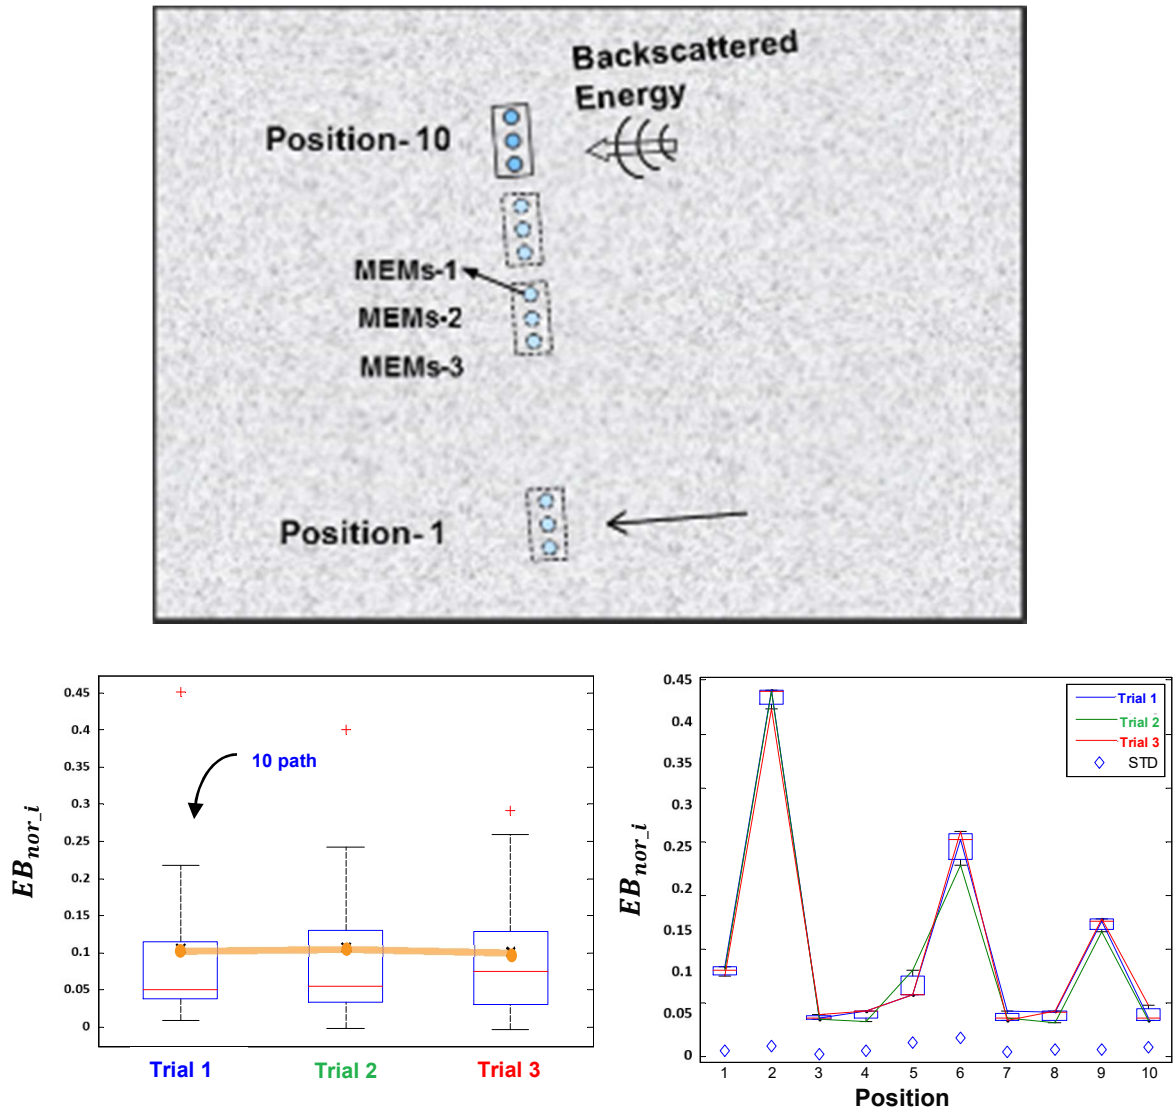 Backscattered
Energy
Position- 10
MEMs-1
MEMs-2
MEMs-3
Position- 1
EB_nor_i
0.45
0.4
0.35
0.3
0.25
0.2
0.15
0.1
0.05
0
10 path
Trial 1
Trial 2
Trial 3
EB_nor_i
0.45
0.4
0.35
0.3
0.25
0.2
0.15
0.1
0.05
0
Trial 1
Trial 2
Trial 3
STD
1 2 3 4 5 6 7 8 9 10
Position